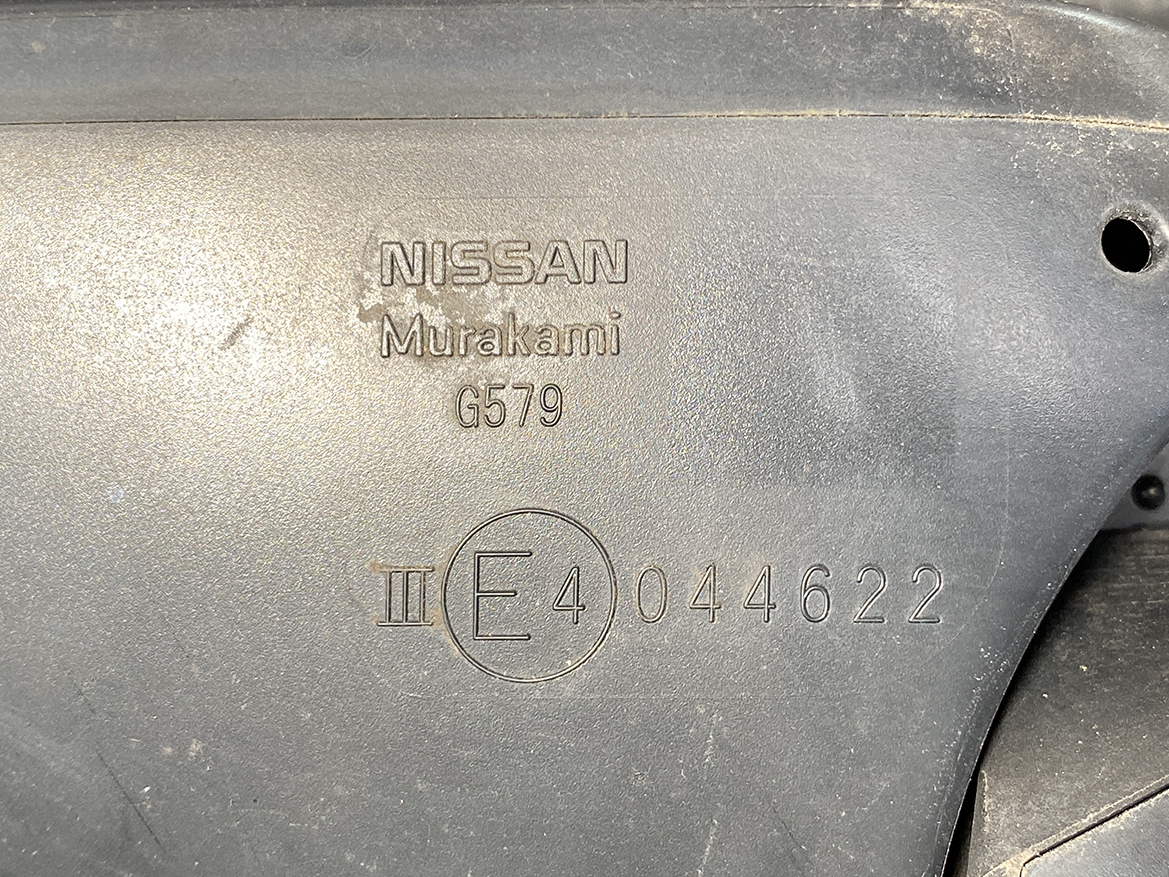 NISSAN
Murakami
G579
III E4 044622